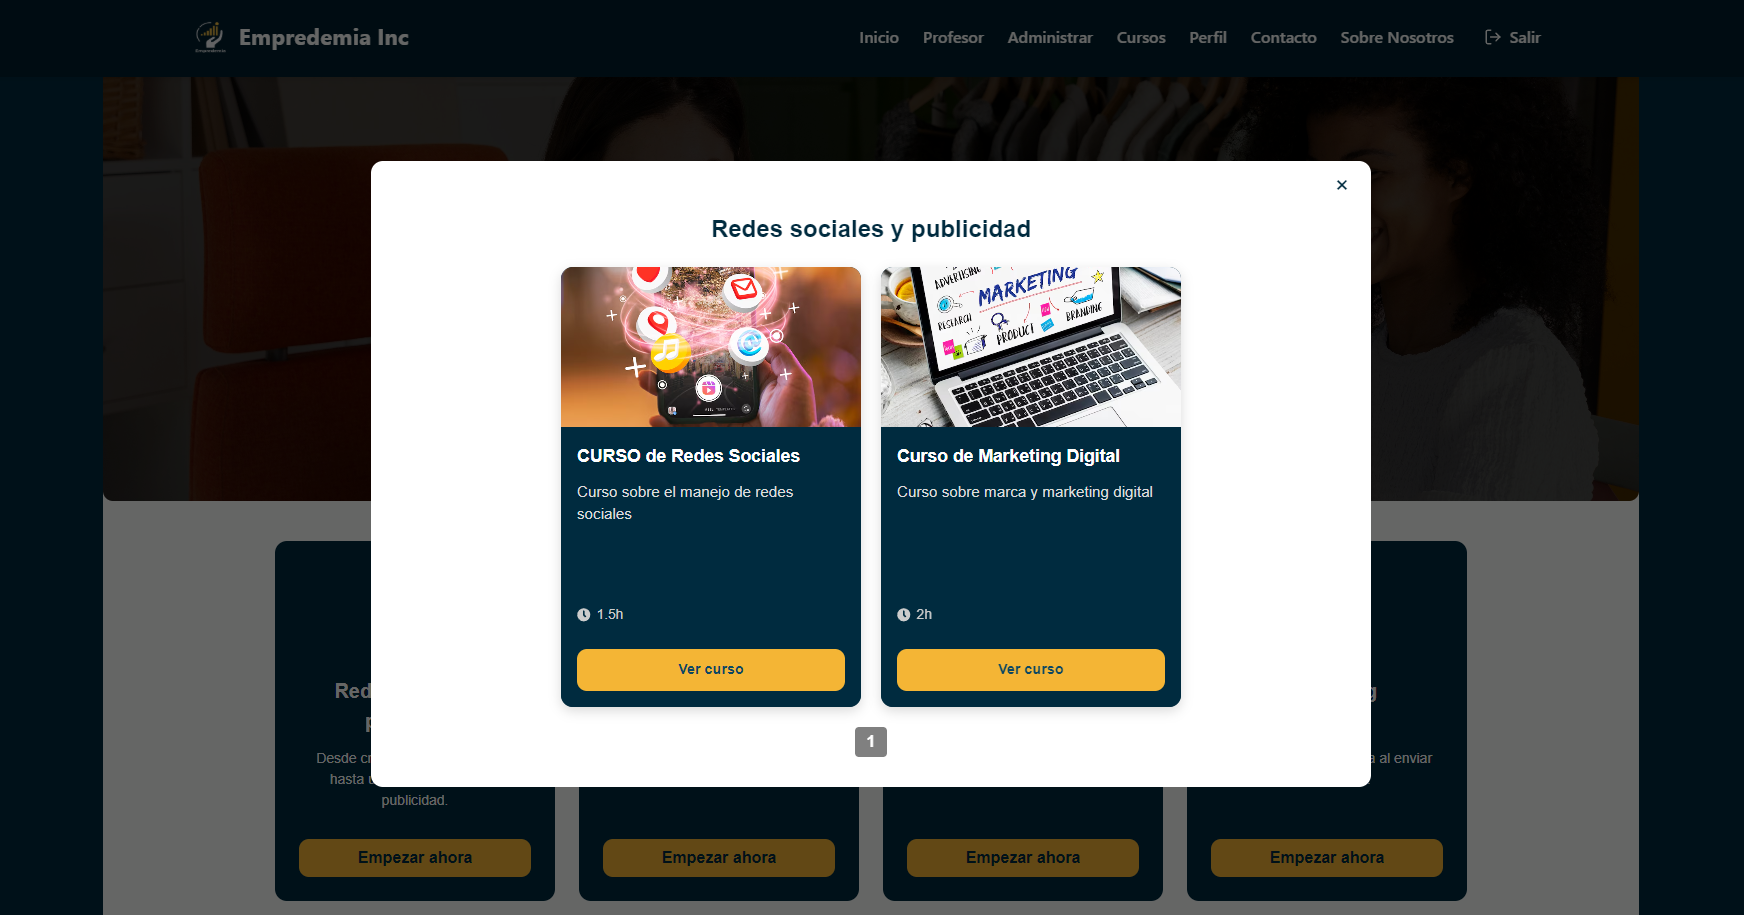 Empredemia Inc
Inicio
Profesor
Administrar
Cursos
Perfil
Contacto
Sobre Nosotros
Salir
Redes sociales y publicidad
ADVERTISING
MARKETING
RESEARCH
PRODUCT
BRANDING
CURSO de Redes Sociales
Curso sobre el manejo de redes
sociales
1.5h
Ver curso
Curso de Marketing Digital
Curso sobre marca y marketing digital
2h
Ver curso
1
Desde
hasta
publicidad.
al enviar
Empezar ahora
Empezar ahora
Empezar ahora
Empezar ahora